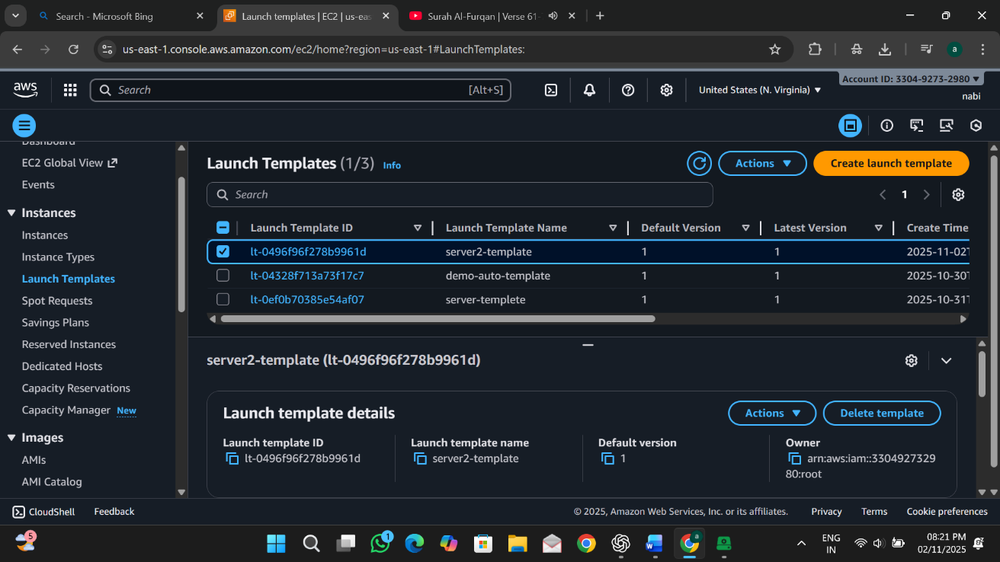 Search - Microsoft Bing
Launch templates | EC2 | us-eas
Surah Al-Furqan | Verse 61-
us-east-1.console.aws.amazon.com/ec2/home?region=us-east-1#LaunchTemplates:
a
aws
Search [Alt+S]
United States (N. Virginia) ▼
Account ID: 3304-9273-2980 ▼
nabi
Dashboard
EC2 Global View
Events
Instances
Instances
Instance Types
Launch Templates
Spot Requests
Savings Plans
Reserved Instances
Dedicated Hosts
Capacity Reservations
Capacity Manager New
Images
AMIs
AMI Catalog
Launch Templates (1/3) Info
Actions ▼
Create launch template
Search
1
Launch Template ID Launch Template Name Default Version Latest Version Create Time
lt-0496f96f278b9961d server2-template 1 1 2025-11-02T
lt-04328f713a73f17c7 demo-auto-template 1 1 2025-10-30T
lt-0ef0b70385e54af07 server-templete 1 1 2025-10-31T
server2-template (lt-0496f96f278b9961d)
Launch template details
Actions ▼
Delete template
Launch template ID
lt-0496f96f278b9961d
Launch template name
server2-template
Default version
1
Owner
arn:aws:iam::3304927329
80:root
CloudShell Feedback
© 2025, Amazon Web Services, Inc. or its affiliates. Privacy Terms Cookie preferences
5
1
a
ENG
IN
08:21 PM
02/11/2025